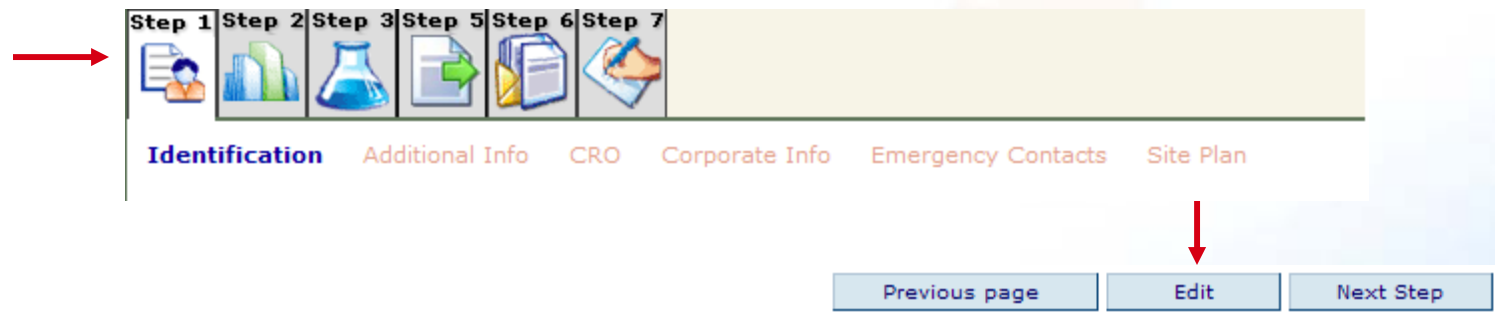 Step 1 Step 2 Step 3 Step 5 Step 6 Step 7
Identification Additional Info CRO Corporate Info Emergency Contacts Site Plan
Previous page Edit Next Step